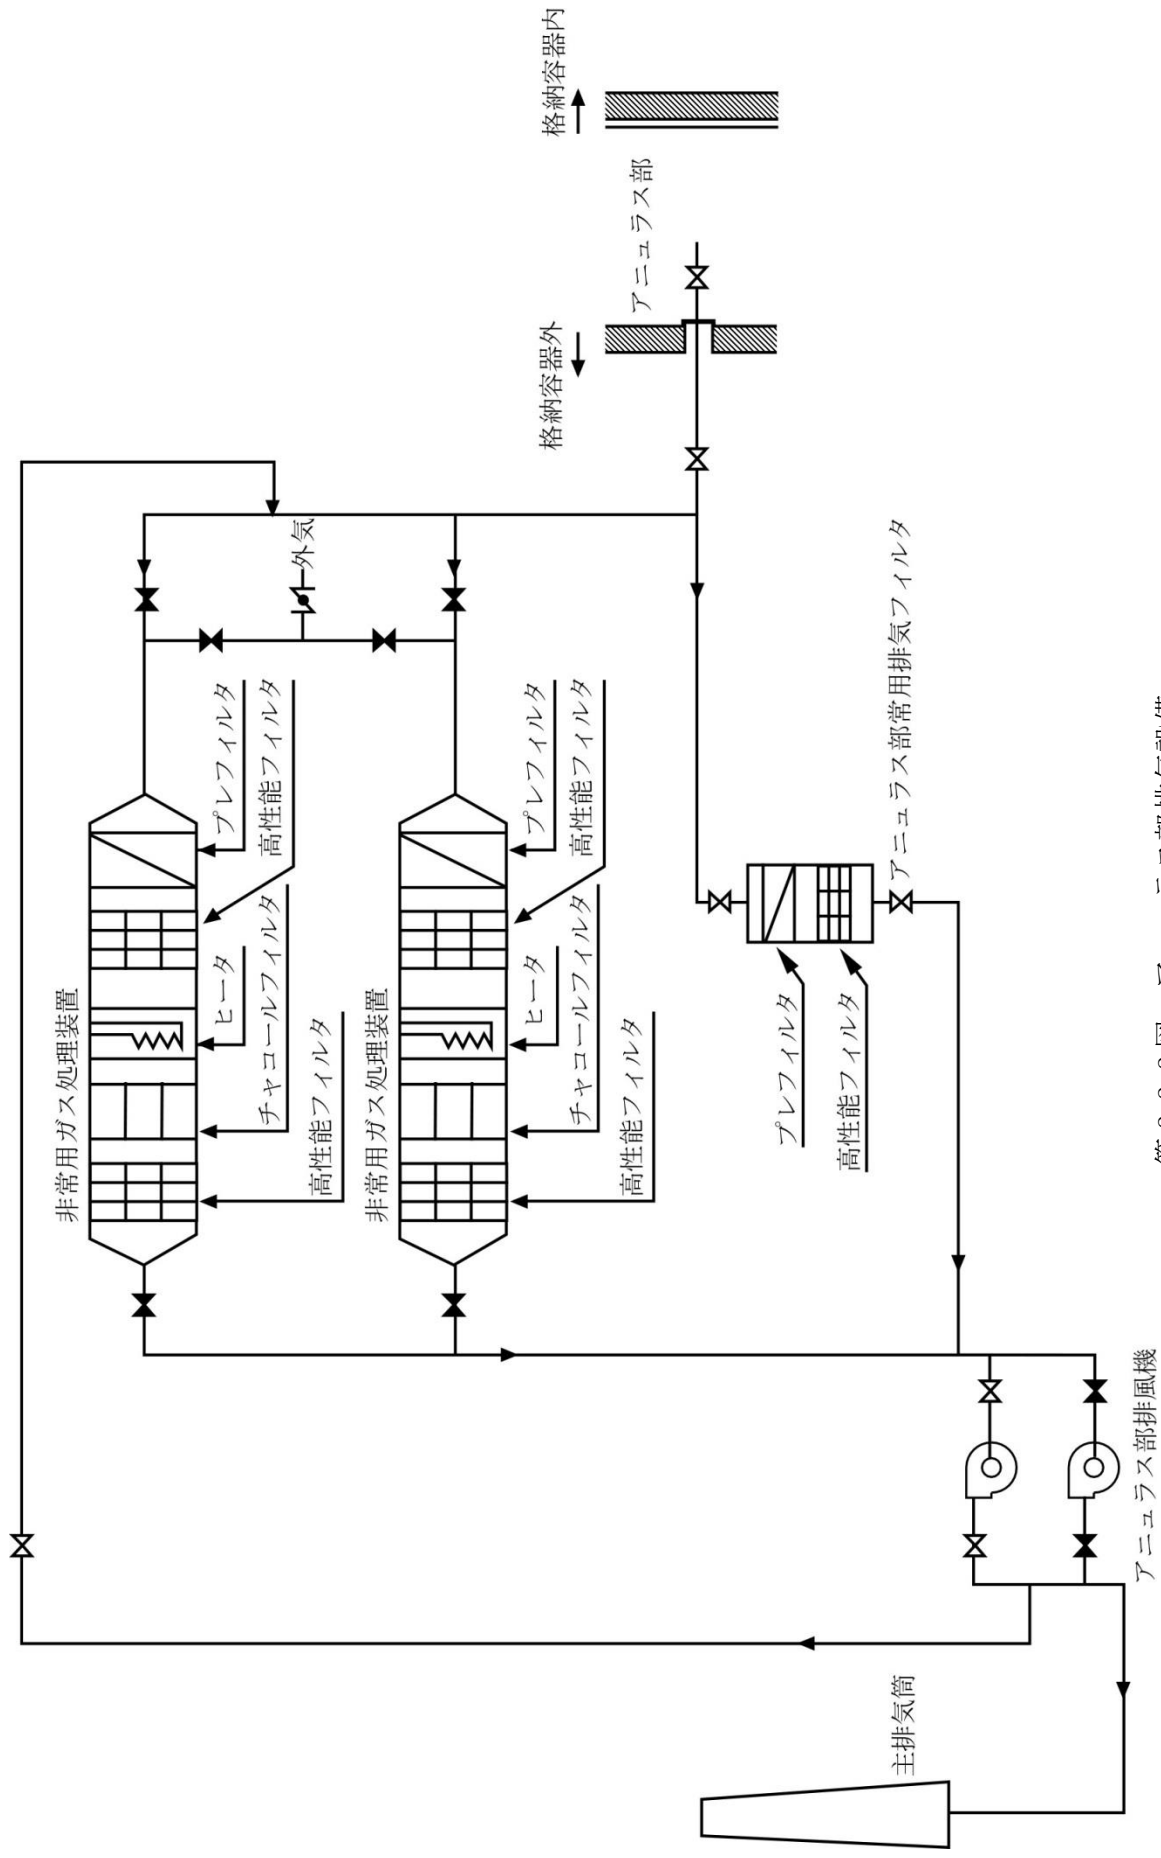 非常用ガス処理装置
ヒータ
プレフィルタ
チャコールフィルタ
高性能フィルタ
外気
高性能フィルタ
非常用ガス処理装置
ヒータ
プレフィルタ
格納容器外
格納容器内
チャコールフィルタ
高性能フィルタ
アニュラス部
高性能フィルタ
プレフィルタ
高性能フィルタ
主排気筒
アニュラス部常用排気フィルタ
アニュラス部排風機